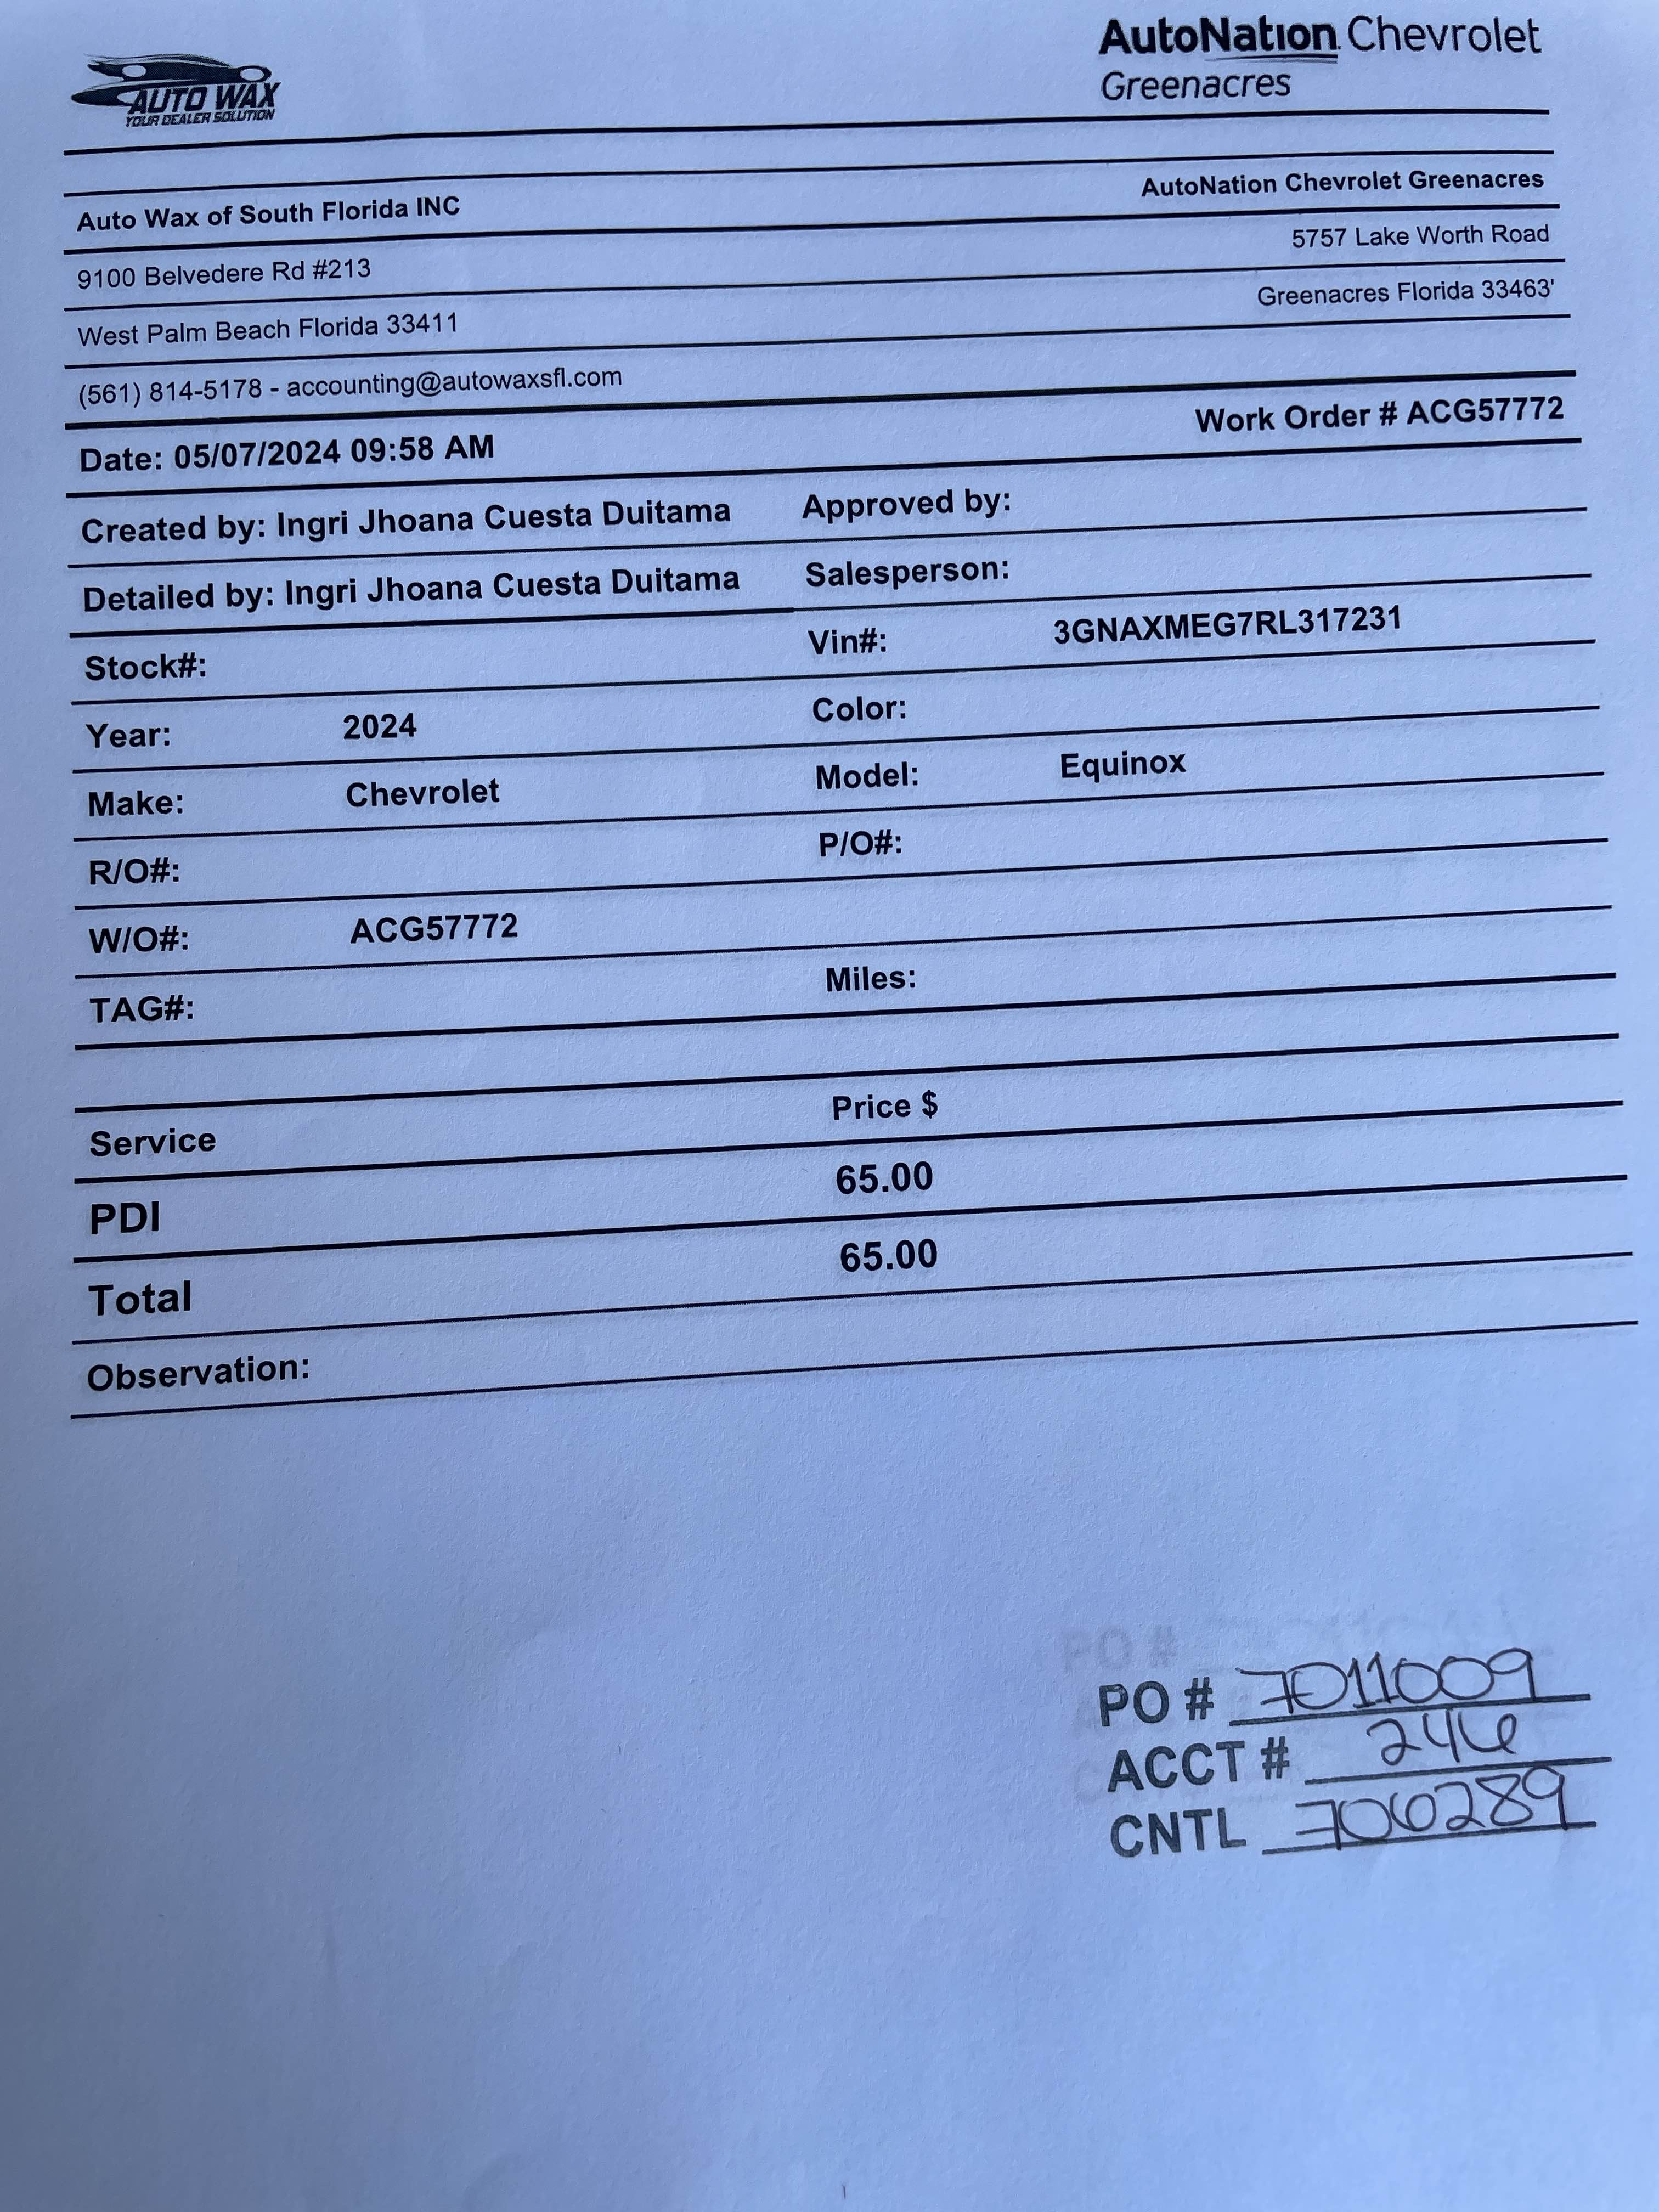 AUTO WAX
YOUR DEALER SOLUTION
AutoNation Chevrolet
Greenacres
Auto Wax of South Florida INC
AutoNation Chevrolet Greenacres
9100 Belvedere Rd #213
5757 Lake Worth Road
West Palm Beach Florida 33411
Greenacres Florida 33463'
(561) 814-5178 - accounting@autowaxsfl.com
Date: 05/07/2024 09:58 AM
Work Order # ACG57772
Created by: Ingri Jhoana Cuesta Duitama Approved by:
Detailed by: Ingri Jhoana Cuesta Duitama Salesperson:
Stock#: Vin#: 3GNAXMEG7RL317231
Year: 2024 Color:
Make: Chevrolet Model: Equinox
R/O#: P/O#:
W/O#: ACG57772
TAG#: Miles:
Service Price $
PDI 65.00
Total 65.00
Observation:
PO #
PO # 7011009
ACCT # 246
CNTL 706289